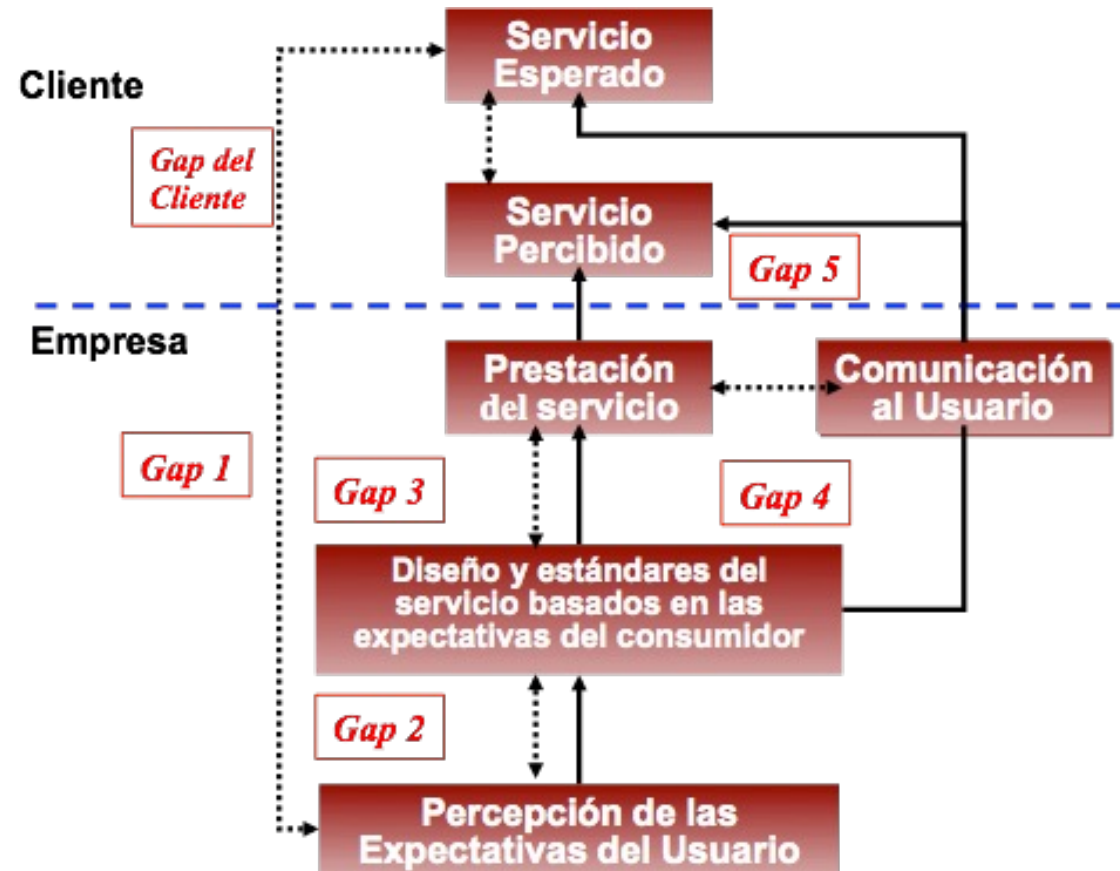 Servicio
Esperado
Cliente
Gap del
Cliente
Servicio
Percibido
Gap 5
Empresa
Prestación
del servicio
Comunicación
al Usuario
Gap 1
Gap 3
Gap 4
Diseño y estándares del
servicio basados en las
expectativas del consumidor
Gap 2
Percepción de las
Expectativas del Usuario